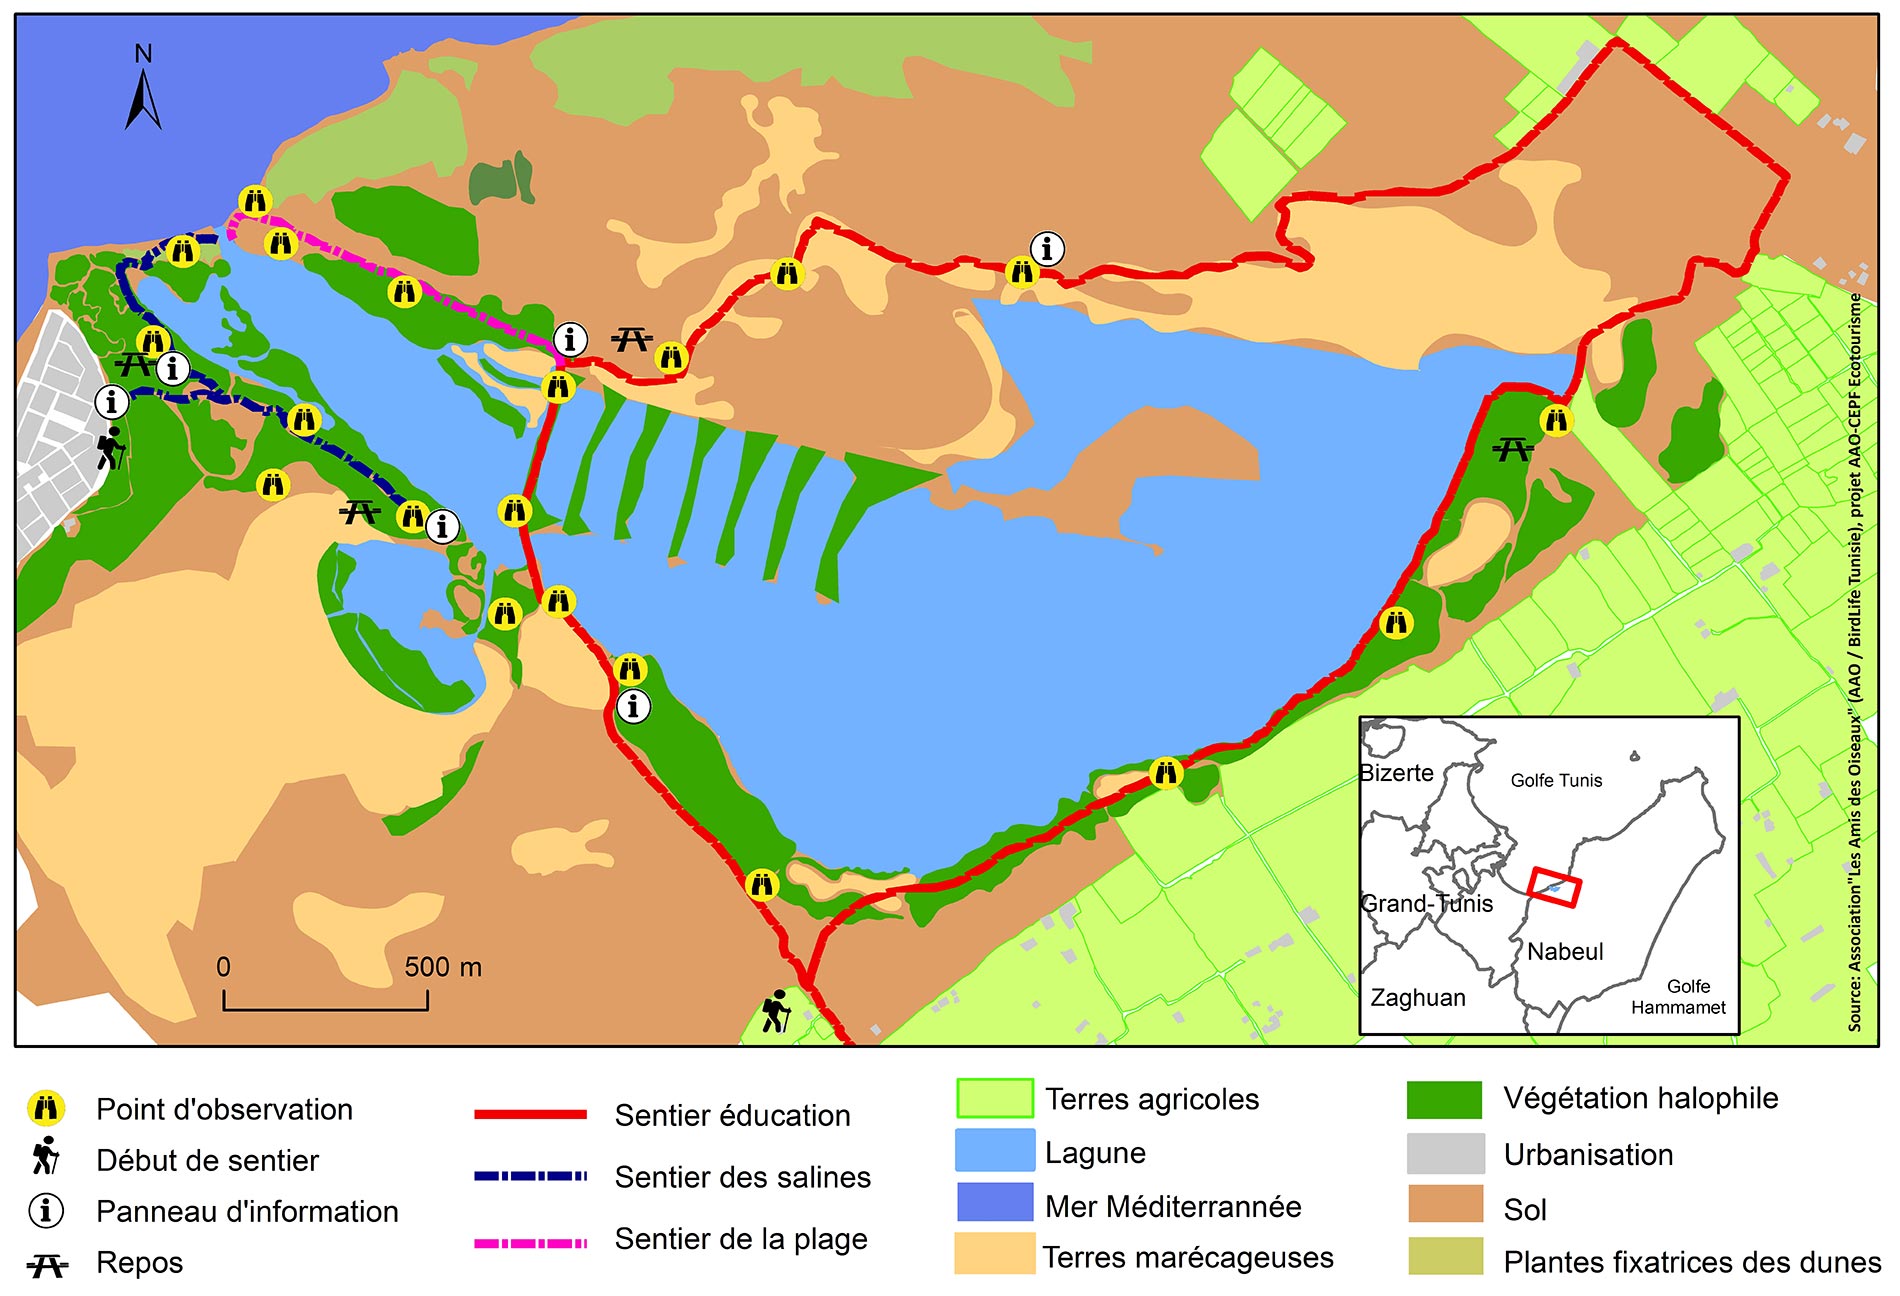 N
i
i
i
i
i
i
0 500 m
Bizerte
Golfe Tunis
Grand-Tunis
Nabeul
Zaghuan
Golfe
Hammamet
Source: Association"Les Amis des Oiseaux" (AAO / BirdLife Tunisie), projet AAO-CEPF Ecotourisme
Point d'observation
Début de sentier
i Panneau d'information
Repos
Sentier éducation
Sentier des salines
Sentier de la plage
Terres agricoles
Lagune
Mer Méditerrannée
Terres marécageuses
Végétation halophile
Urbanisation
Sol
Plantes fixatrices des dunes